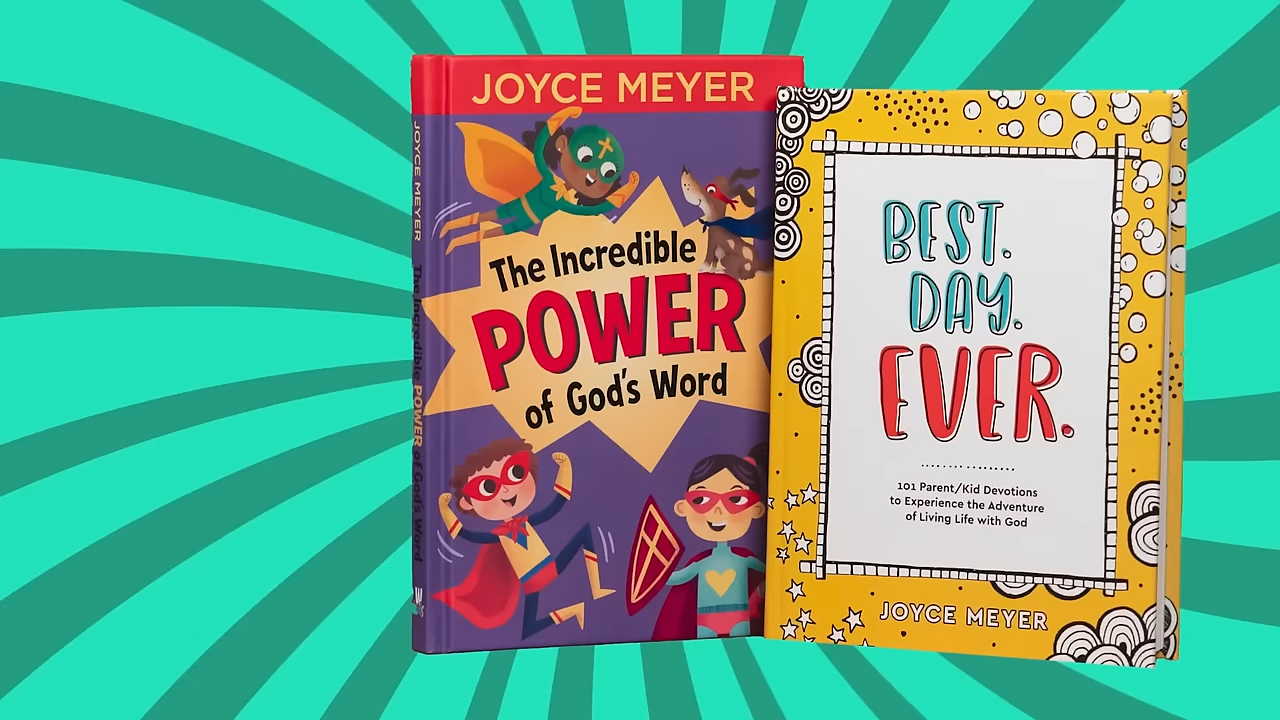 JOYCE MEYER
The Incredible
POWER
of God's Word
JOYCE MEYER
The Incredible POWER of God's Word
BEST.
DAY.
EVER.
101 Parent/Kid Devotions
to Experience the Adventure
of Living Life with God
JOYCE MEYER